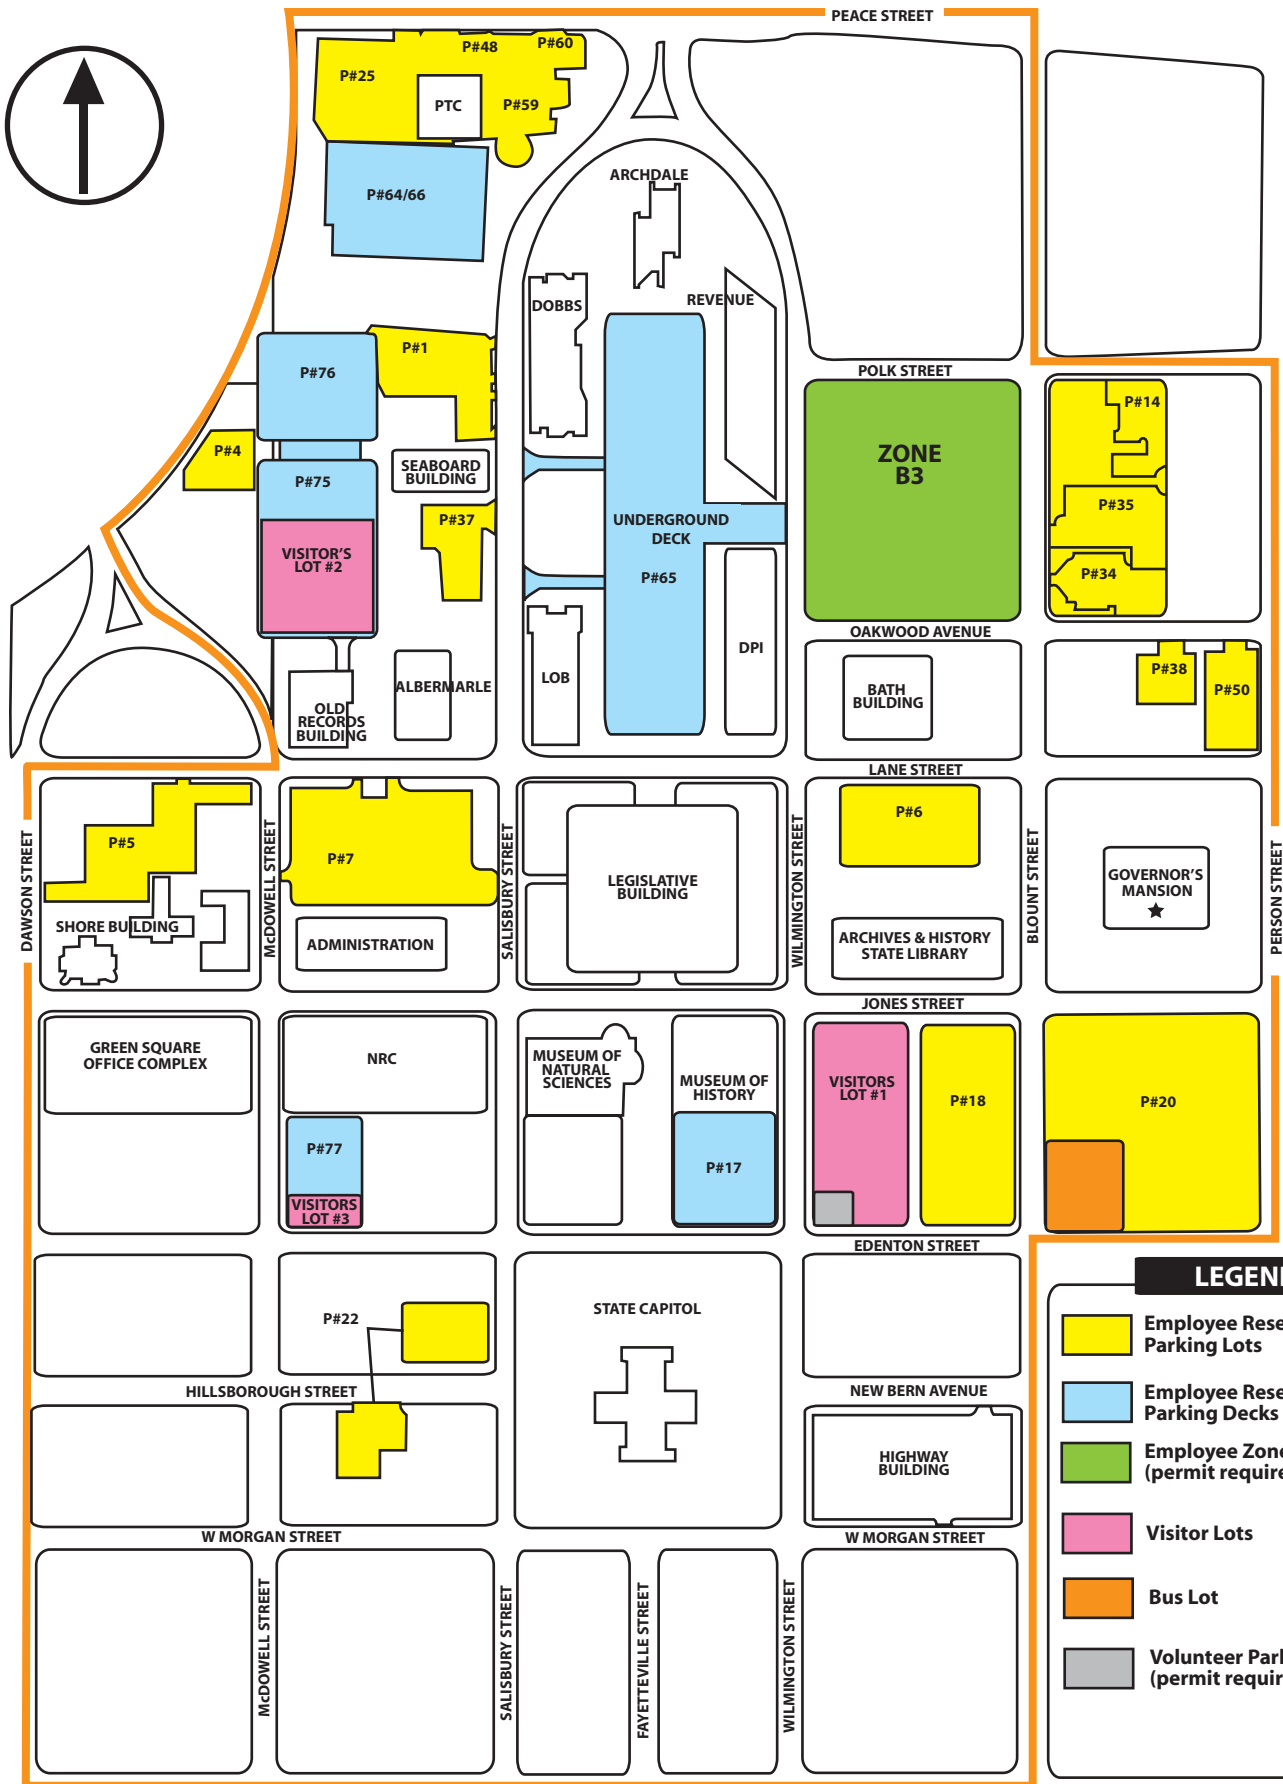 PEACE STREET
P#48
P#60
P#25
PTC
P#59
P#64/66
ARCHDALE
DOBBS
REVENUE
P#1
P#76
POLK STREET
P#14
P#4
SEABOARD
BUILDING
ZONE
B3
P#75
P#35
P#37
UNDERGROUND
DECK
VISITOR'S
LOT #2
P#65
P#34
OAKWOOD AVENUE
DPI
LOB
P#38
ALBERMARLE
BATH
BUILDING
P#50
OLD
RECORDS
BUILDING
LANE STREET
P#6
P#5
P#7
DAWSON STREET
McDOWELL STREET
SALISBURY STREET
LEGISLATIVE
BUILDING
WILMINGTON STREET
BLOUNT STREET
GOVERNOR'S
MANSION
PERSON STREET
SHORE BUILDING
ADMINISTRATION
ARCHIVES & HISTORY
STATE LIBRARY
JONES STREET
GREEN SQUARE
OFFICE COMPLEX
NRC
MUSEUM OF
NATURAL
SCIENCES
MUSEUM OF
HISTORY
VISITORS
LOT #1
P#18
P#20
P#77
P#17
VISITORS
LOT #3
EDENTON STREET
P#22
STATE CAPITOL
HILLSBOROUGH STREET
NEW BERN AVENUE
HIGHWAY
BUILDING
W MORGAN STREET
W MORGAN STREET
McDOWELL STREET
SALISBURY STREET
FAYETTEVILLE STREET
WILMINGTON STREET
LEGEN
Employee Rese
Parking Lots
Employee Rese
Parking Decks
Employee Zone
(permit require
Visitor Lots
Bus Lot
Volunteer Park
(permit requir